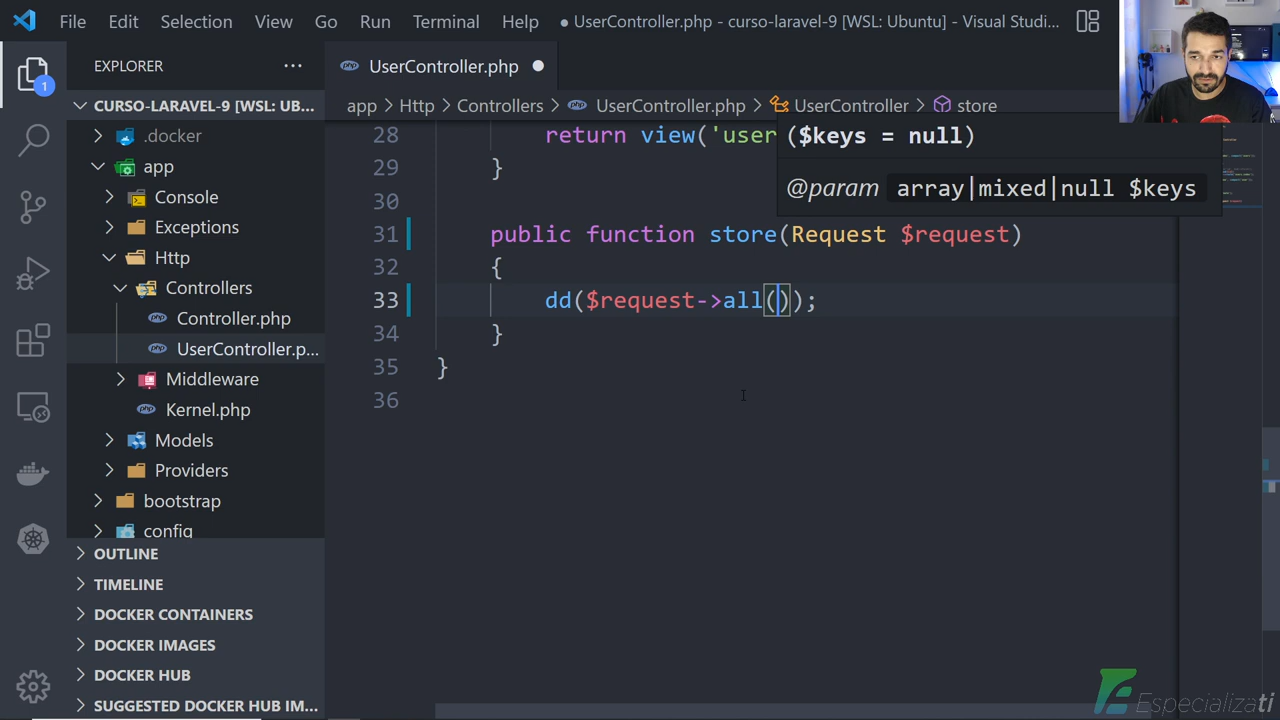 File Edit Selection View Go Run Terminal Help ● UserController.php - curso-laravel-9 [WSL: Ubuntu] - Visual Studi...
EXPLORER ...
UserController.php ●
CURSO-LARAVEL-9 [WSL: UB...
app > Http > Controllers > UserController.php > UserController > store
.docker
app
Console
Exceptions
Http
Controllers
Controller.php
UserController.p...
Middleware
Kernel.php
Models
Providers
bootstrap
config
OUTLINE
TIMELINE
DOCKER CONTAINERS
DOCKER IMAGES
DOCKER HUB
SUGGESTED DOCKER HUB IM...
1
28 return view('user
($keys = null)
@param array|mixed|null $keys
29 }
30
31 public function store(Request $request)
32 {
33 dd($request->all());
34 }
35 }
36
Especializati